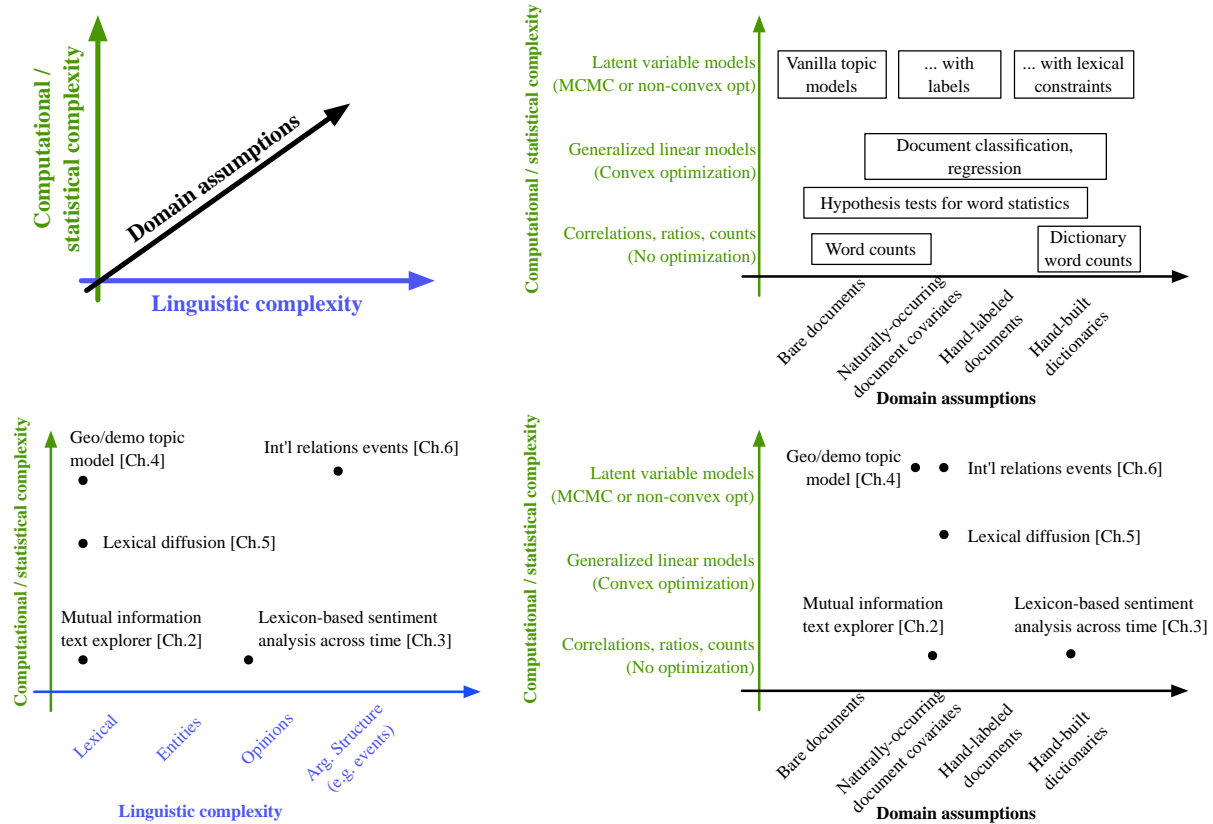 Computational /
statistical complexity
Domain assumptions
Linguistic complexity
Computational / statistical complexity
Latent variable models
(MCMC or non-convex opt)
Generalized linear models
(Convex optimization)
Correlations, ratios, counts
(No optimization)
Vanilla topic
models
... with
labels
... with lexical
constraints
Document classification,
regression
Hypothesis tests for word statistics
Word counts
Dictionary
word counts
Bare documents
Naturally-occurring
document covariates
Hand-labeled
documents
Hand-built
dictionaries
Domain assumptions
Computational / statistical complexity
Geo/demo topic
model [Ch.4]
Int'l relations events [Ch.6]
Lexical diffusion [Ch.5]
Mutual information
text explorer [Ch.2]
Lexicon-based sentiment
analysis across time [Ch.3]
Lexical
Entities
Opinions
Arg. Structure
(e.g. events)
Linguistic complexity
Computational / statistical complexity
Latent variable models
(MCMC or non-convex opt)
Generalized linear models
(Convex optimization)
Correlations, ratios, counts
(No optimization)
Geo/demo topic
model [Ch.4]
Int'l relations events [Ch.6]
Lexical diffusion [Ch.5]
Mutual information
text explorer [Ch.2]
Lexicon-based sentiment
analysis across time [Ch.3]
Bare documents
Naturally-occurring
document covariates
Hand-labeled
documents
Hand-built
dictionaries
Domain assumptions